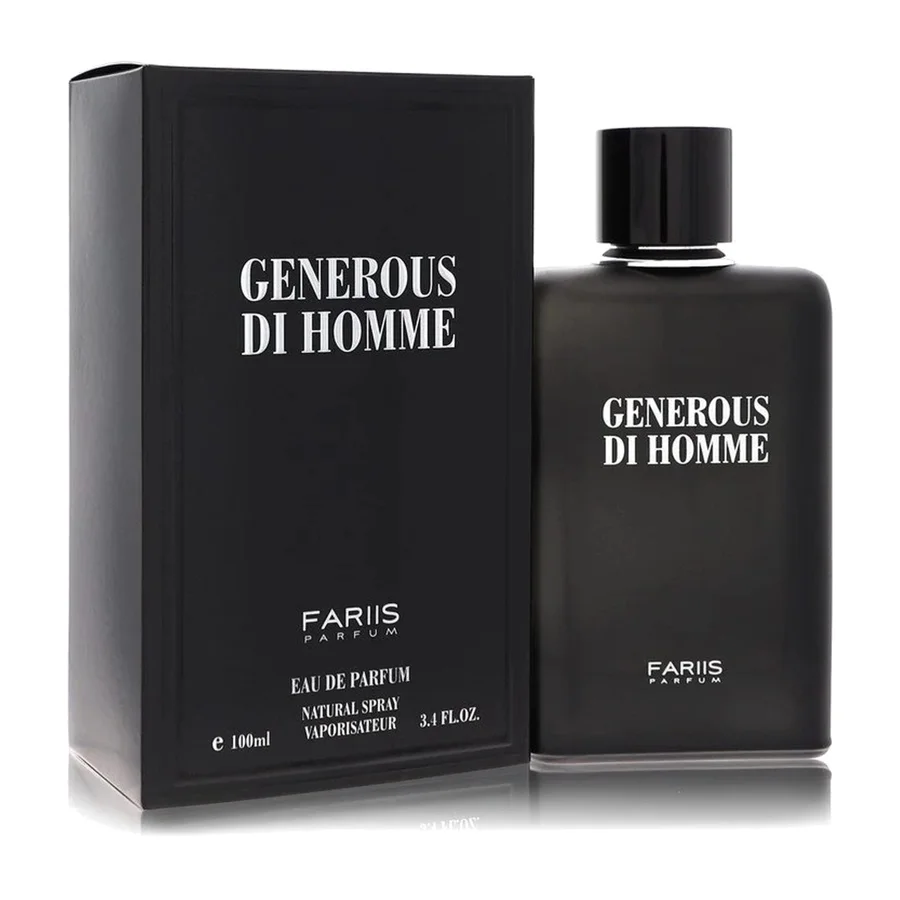 GENEROUS
DI HOMME
FARIIS
PARFUM
EAU DE PARFUM
NATURAL SPRAY
VAPORISATEUR
e 100ml
3.4 FL.OZ.
GENEROUS
DI HOMME
FARIIS
PARFUM